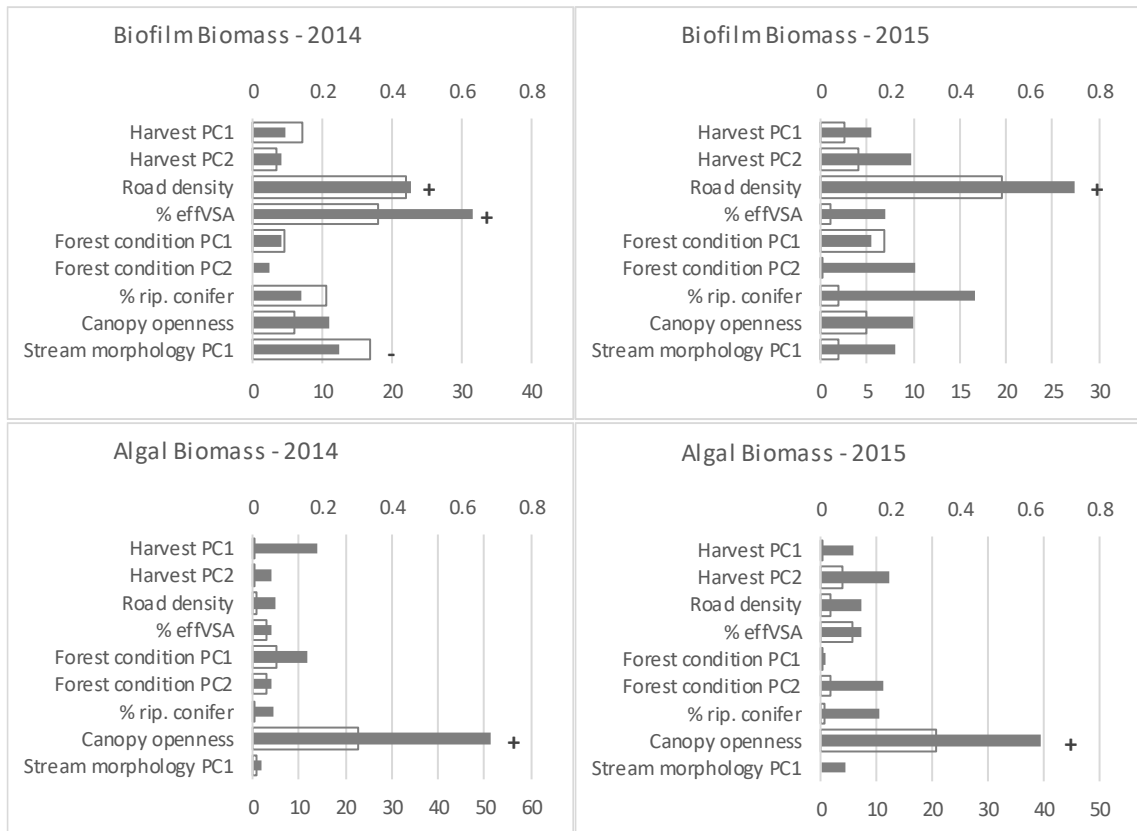 Biofilm Biomass - 2014
0 0.2 0.4 0.6 0.8
Harvest PC1
Harvest PC2
Road density +
% effVSA +
Forest condition PC1
Forest condition PC2
% rip. conifer
Canopy openness
Stream morphology PC1 -
0 10 20 30 40
Biofilm Biomass - 2015
0 0.2 0.4 0.6 0.8
Harvest PC1
Harvest PC2
Road density +
% effVSA
Forest condition PC1
Forest condition PC2
% rip. conifer
Canopy openness
Stream morphology PC1
0 5 10 15 20 25 30
Algal Biomass - 2014
0 0.2 0.4 0.6 0.8
Harvest PC1
Harvest PC2
Road density
% effVSA
Forest condition PC1
Forest condition PC2
% rip. conifer
Canopy openness +
Stream morphology PC1
0 10 20 30 40 50 60
Algal Biomass - 2015
0 0.2 0.4 0.6 0.8
Harvest PC1
Harvest PC2
Road density
% effVSA
Forest condition PC1
Forest condition PC2
% rip. conifer
Canopy openness +
Stream morphology PC1
0 10 20 30 40 50